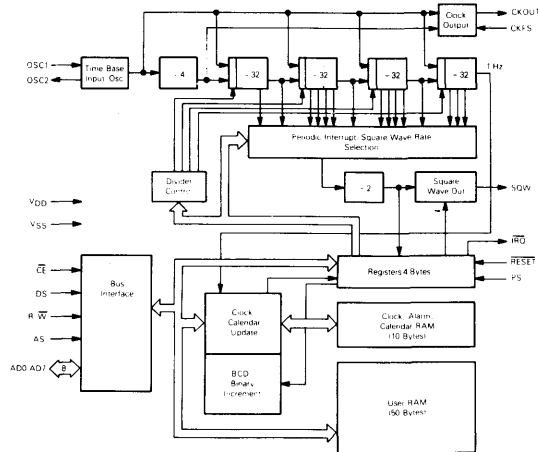 Clock
Output
CKOUT
CKFS
OSC1
OSC2
Time Base
Input Osc
÷ 4
÷ 32
÷ 32
÷ 32
÷ 32
1 Hz
Periodic Interrupt Square Wave Rate
Selection
Divider
Control
÷ 2
Square
Wave Out
SQW
VDD
VSS
CE
DS
R W
AS
AD0 AD7
8
Bus
Interface
Registers 4 Bytes
IRQ
RESET
PS
Clock
Calendar
Update
BCD
Binary
Increment
Clock, Alarm,
Calendar RAM
(10 Bytes)
User RAM
(50 Bytes)